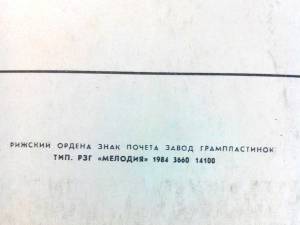 РИЖСКИЙ ОРДЕНА ЗНАК ПОЧЕТА ЗАВОД ГРАМПЛАСТИНОК
ТИП. РЗГ «МЕЛОДИЯ» 1984 3660 14100